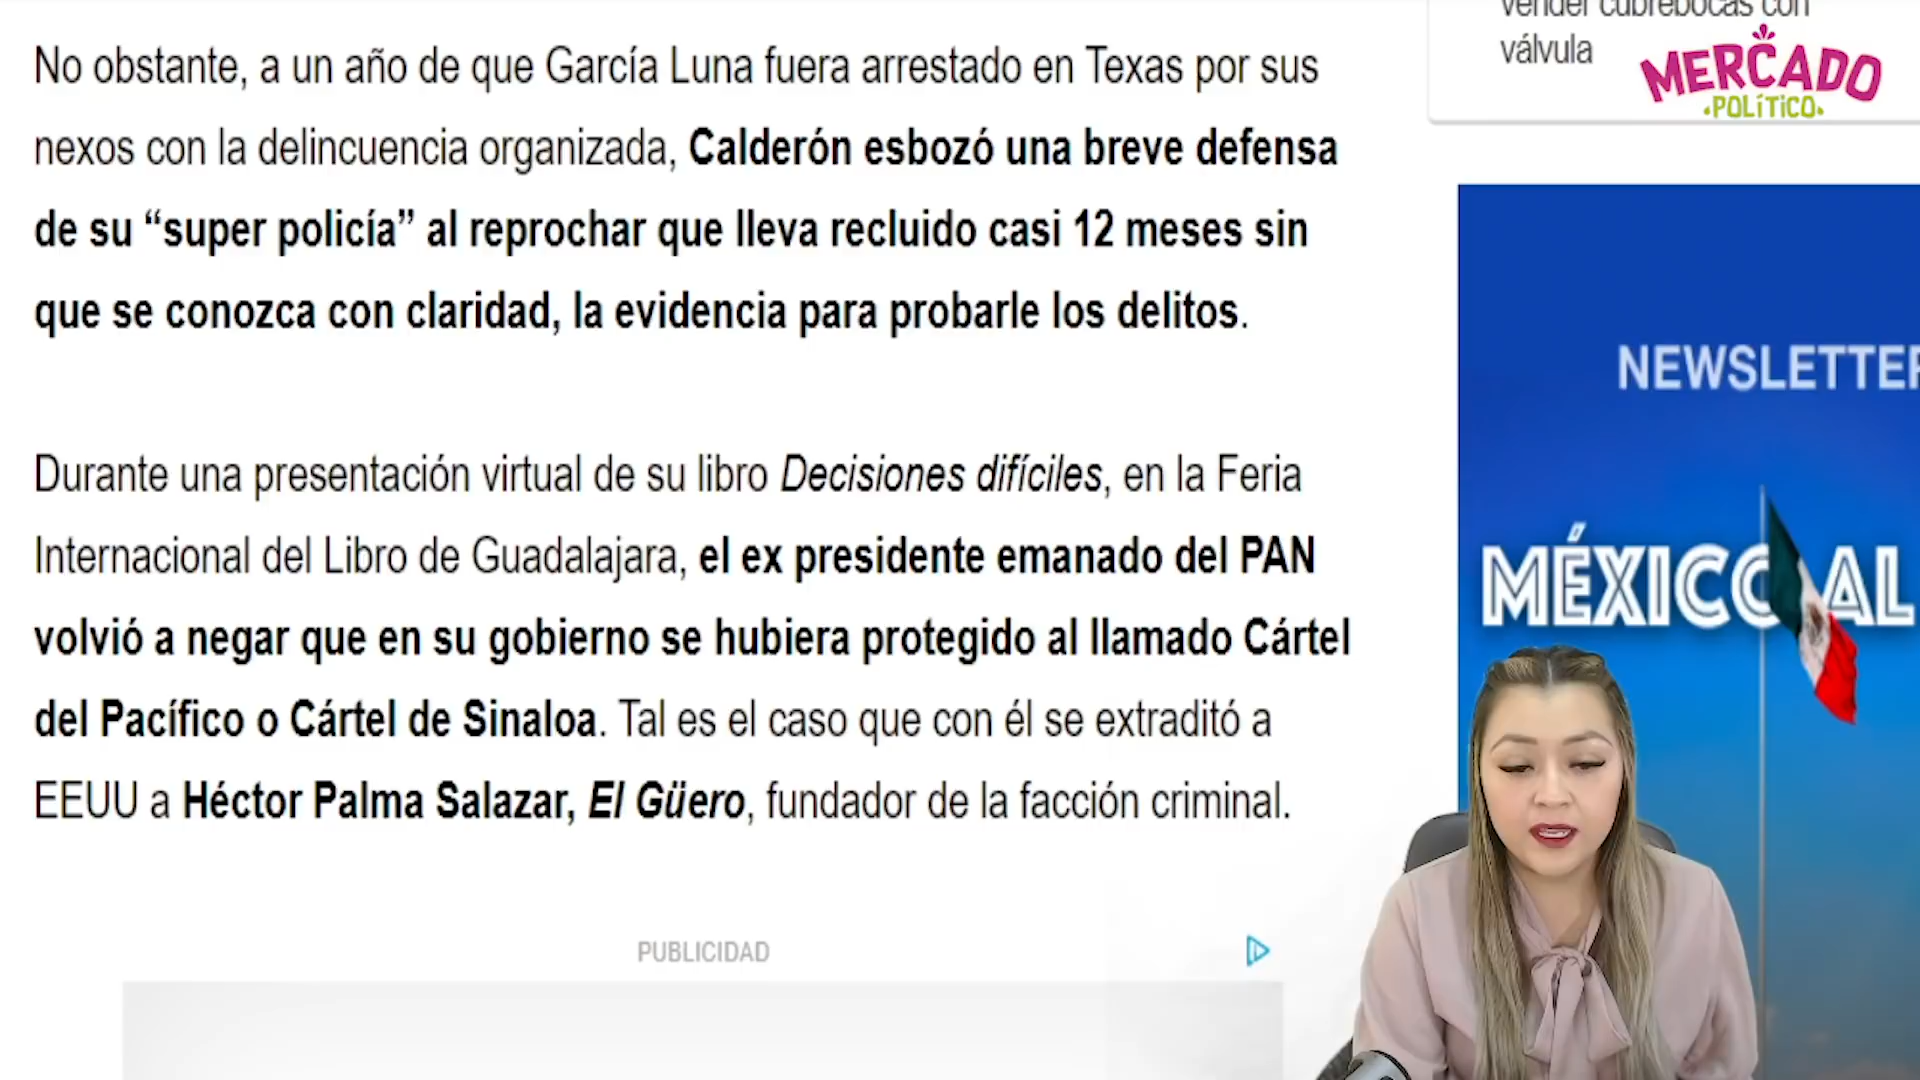 No obstante, a un año de que García Luna fuera arrestado en Texas por sus
nexos con la delincuencia organizada, Calderón esbozó una breve defensa
de su “super policía” al reprochar que lleva recluido casi 12 meses sin
que se conozca con claridad, la evidencia para probarle los delitos.
Durante una presentación virtual de su libro Decisiones difíciles, en la Feria
Internacional del Libro de Guadalajara, el ex presidente emanado del PAN
volvió a negar que en su gobierno se hubiera protegido al llamado Cártel
del Pacífico o Cártel de Sinaloa. Tal es el caso que con él se extraditó a
EEUU a Héctor Palma Salazar, El Güero, fundador de la facción criminal.
PUBLICIDAD
vender cubrebocas con
válvula
MERCADO
POLÍTICO
NEWSLETTER
MÉXICO AL